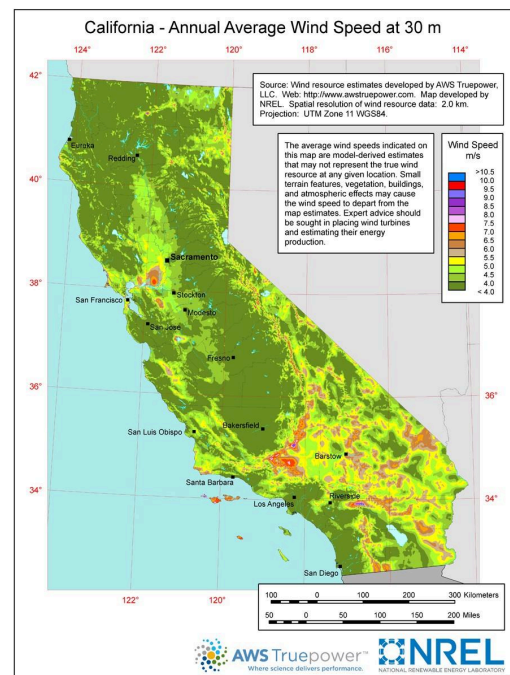 California - Annual Average Wind Speed at 30 m
124° 122° 120° 118° 116° 114°
42°
Source: Wind resource estimates developed by AWS Truepower,
LLC. Web: http://www.awstruepower.com. Map developed by
NREL. Spatial resolution of wind resource data: 2.0 km.
Projection: UTM Zone 11 WGS84.
The average wind speeds indicated on
this map are model-derived estimates
that may not represent the true wind
resource at any given location. Small
terrain features, vegetation, buildings,
and atmospheric effects may cause
the wind speed to depart from the
map estimates. Expert advice should
be sought in placing wind turbines
and estimating their energy
production.
Wind Speed
m/s
>10.5
10.0
9.5
9.0
8.5
8.0
7.5
7.0
6.5
6.0
5.5
5.0
4.5
4.0
< 4.0
Eureka
Redding
40°
Sacramento
38°
38°
Stockton
San Francisco
Modesto
San Jose
Fresno
36°
36°
Bakersfield
San Luis Obispo
Barstow
Santa Barbara
34°
34°
Riverside
Los Angeles
San Diego
122° 120°
100 0 100 200 300 Kilometers
50 0 50 100 150 200 Miles
AWS Truepower™
Where science delivers performance.
NREL
NATIONAL RENEWABLE ENERGY LABORATORY